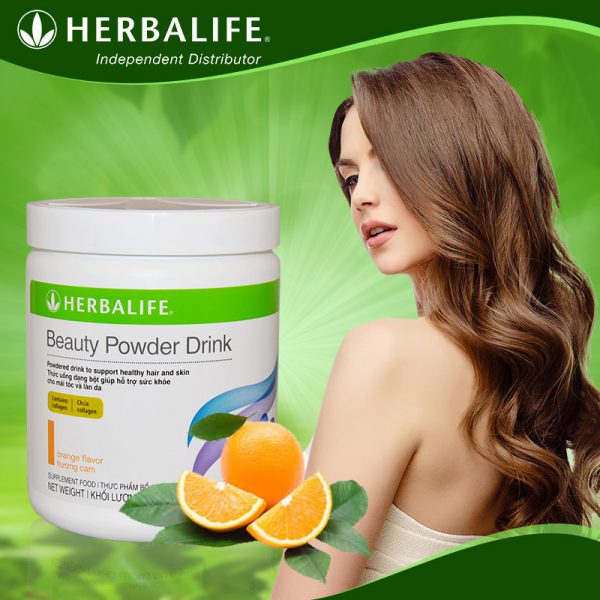 HERBALIFE®
Independent Distributor
HERBALIFE®
Beauty Powder Drink
Powdered drink to support healthy hair and skin
Thức uống dạng bột giúp hỗ trợ sức khỏe
cho mái tóc và làn da
Contains collagen | Chứa collagen
orange flavor
hương cam
SUPPLEMENT FOOD | THỰC PHẨM BỔ
NET WEIGHT | KHỐI LƯỢN